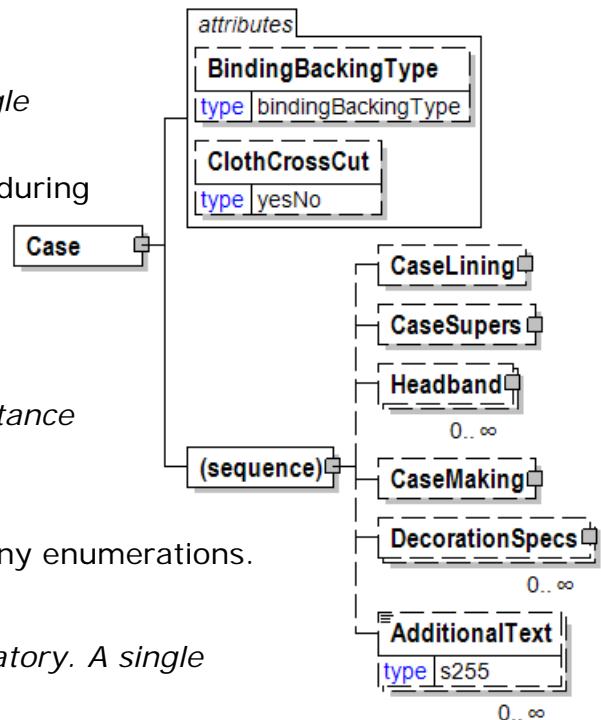 attributes
BindingBackingType
type bindingBackingType
ClothCrossCut
type yesNo
gle
during
Case
CaseLining
CaseSupers
Headband
0.. ∞
tance
(sequence)
CaseMaking
DecorationSpecs
0.. ∞
ny enumerations.
AdditionalText
type s255
0.. ∞
atory. A single